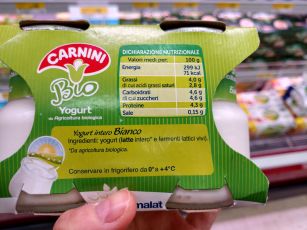 CARNINI
Bio
Yogurt
da Agricoltura biologica
DICHIARAZIONE NUTRIZIONALE
Valori medi per: 100 g
Energia 299 kJ
71 kcal
Grassi 4,0 g
di cui acidi grassi saturi 2,8 g
Carboidrati 4,6 g
di cui zuccheri 4,6 g
Proteine 4,3 g
Sale 0,15 g
Yogurt intero Bianco
Ingredienti: yogurt (latte intero* e fermenti lattici vivi).
*Da agricoltura biologica.
Conservare in frigorifero da 0° a +4°C
malat